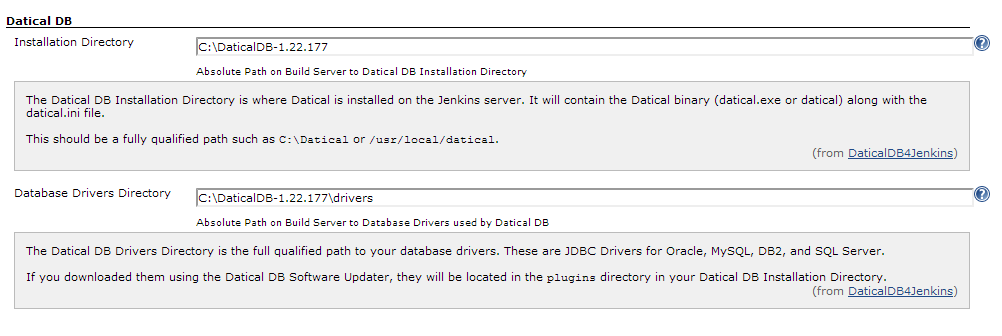 Datical DB
Installation Directory
C:\DaticalDB-1.22.177
Absolute Path on Build Server to Datical DB Installation Directory
The Datical DB Installation Directory is where Datical is installed on the Jenkins server. It will contain the Datical binary (datical.exe or datical) along with the
datical.ini file.
This should be a fully qualified path such as C:\Datical or /usr/local/datical.
(from DaticalDB4Jenkins)
Database Drivers Directory
C:\DaticalDB-1.22.177\drivers
Absolute Path on Build Server to Database Drivers used by Datical DB
The Datical DB Drivers Directory is the full qualified path to your database drivers. These are JDBC Drivers for Oracle, MySQL, DB2, and SQL Server.
If you downloaded them using the Datical DB Software Updater, they will be located in the plugins directory in your Datical DB Installation Directory.
(from DaticalDB4Jenkins)